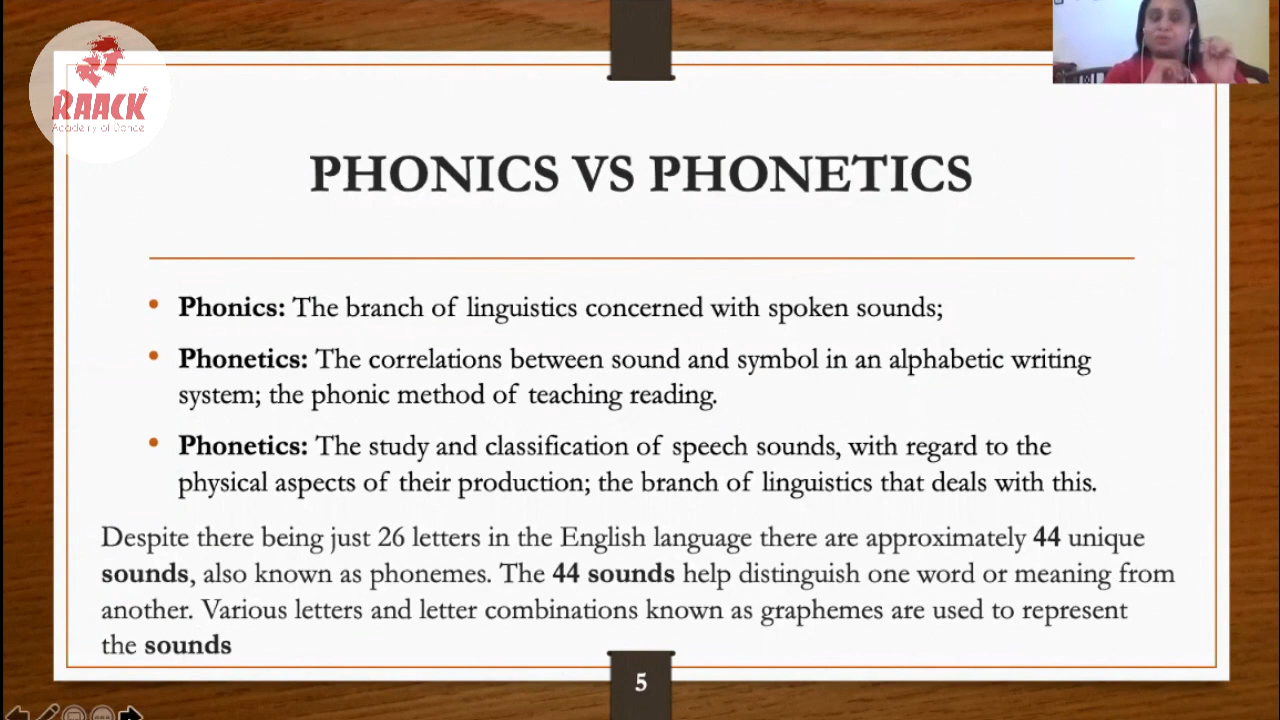 RAACK
Academy of Dance
PHONICS VS PHONETICS
• Phonics: The branch of linguistics concerned with spoken sounds;
• Phonetics: The correlations between sound and symbol in an alphabetic writing
system; the phonic method of teaching reading.
• Phonetics: The study and classification of speech sounds, with regard to the
physical aspects of their production; the branch of linguistics that deals with this.
Despite there being just 26 letters in the English language there are approximately 44 unique
sounds, also known as phonemes. The 44 sounds help distinguish one word or meaning from
another. Various letters and letter combinations known as graphemes are used to represent
the sounds
5